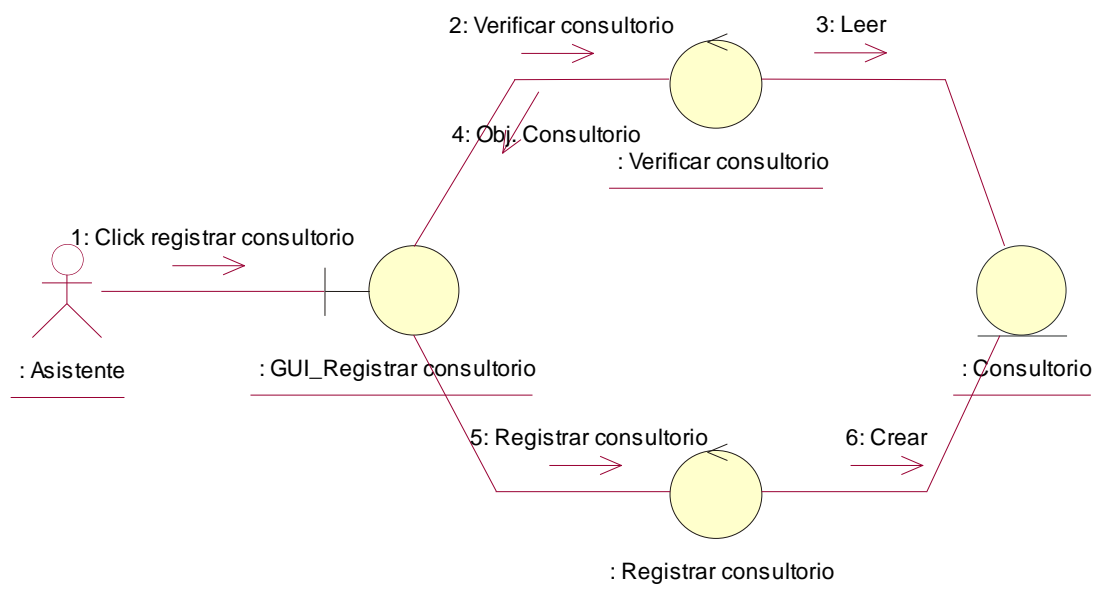 2: Verificar consultorio
3: Leer
4: Obj. Consultorio
: Verificar consultorio
1: Click registrar consultorio
: Asistente
: GUI_Registrar consultorio
: Consultorio
5: Registrar consultorio
6: Crear
: Registrar consultorio